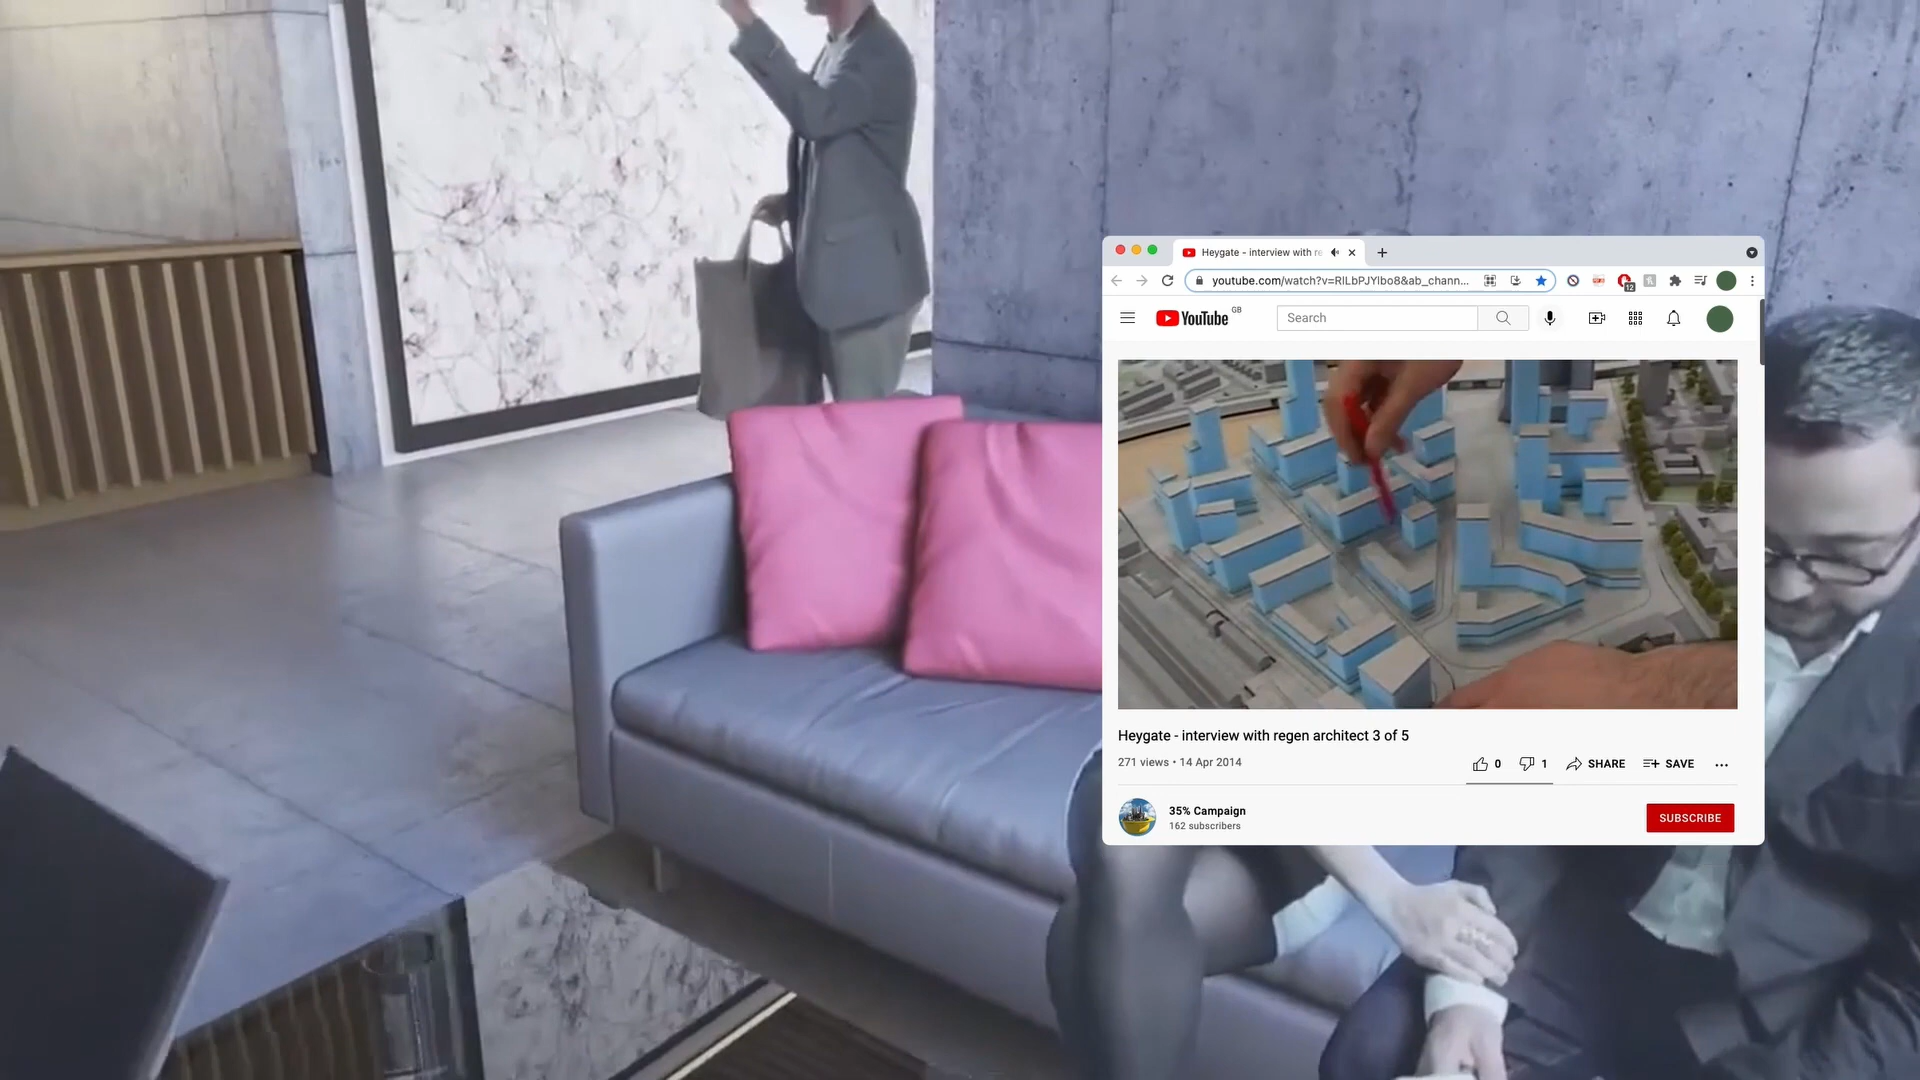 Heygate - interview with re
youtube.com/watch?v=RILbPJYIbo8&ab_chann...
12
YouTube GB
Search
Heygate - interview with regen architect 3 of 5
271 views • 14 Apr 2014
0
1
SHARE
SAVE
35% Campaign
162 subscribers
SUBSCRIBE